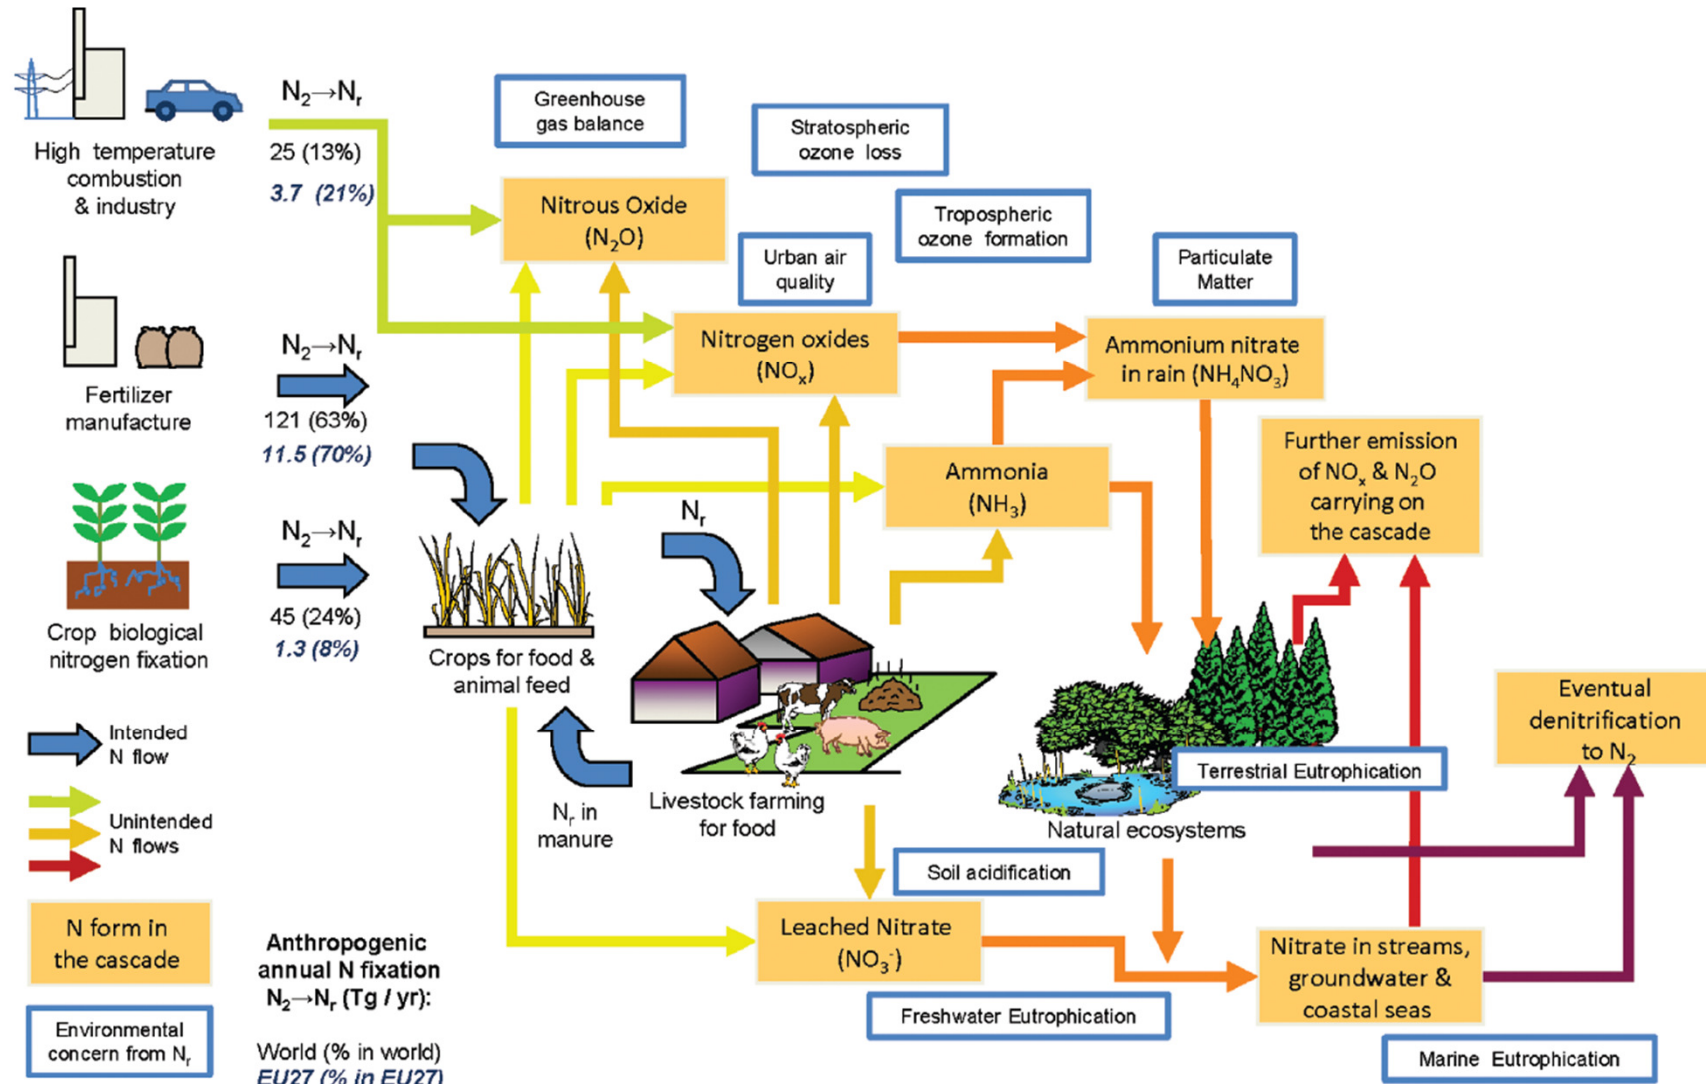 N₂→Nᵣ
25 (13%)
3.7 (21%)
High temperature
combustion
& industry
Greenhouse
gas balance
Stratospheric
ozone loss
Tropospheric
ozone formation
Urban air
quality
Particulate
Matter
Nitrous Oxide
(N₂O)
Nitrogen oxides
(NOₓ)
Ammonium nitrate
in rain (NH₄NO₃)
Ammonia
(NH₃)
Further emission
of NOₓ & N₂O
carrying on
the cascade
N₂→Nᵣ
121 (63%)
11.5 (70%)
Fertilizer
manufacture
N₂→Nᵣ
45 (24%)
1.3 (8%)
Crop biological
nitrogen fixation
Nᵣ
Crops for food &
animal feed
Nᵣ in
manure
Livestock farming
for food
Terrestrial Eutrophication
Natural ecosystems
Eventual
denitrification
to N₂
Soil acidification
Leached Nitrate
(NO₃⁻)
Freshwater Eutrophication
Nitrate in streams,
groundwater &
coastal seas
Marine Eutrophication
Intended
N flow
Unintended
N flows
N form in
the cascade
Environmental
concern from Nᵣ
Anthropogenic
annual N fixation
N₂→Nᵣ (Tg / yr):
World (% in world)
EU27 (% in EU27)